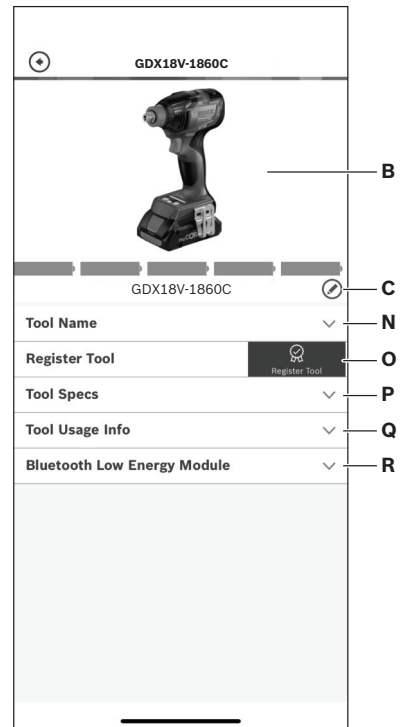 GDX18V-1860C
B
GDX18V-1860C
C
Tool Name
N
Register Tool
Register Tool
O
Tool Specs
P
Tool Usage Info
Q
Bluetooth Low Energy Module
R